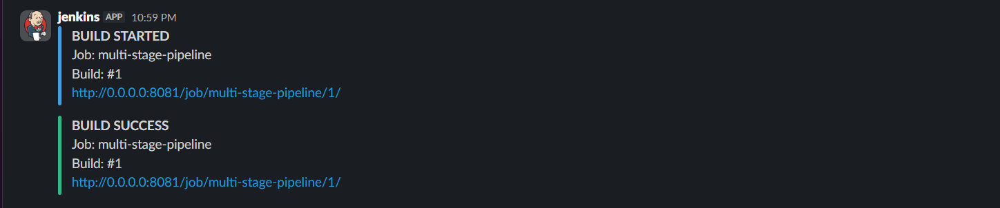 jenkins APP 10:59 PM
BUILD STARTED
Job: multi-stage-pipeline
Build: #1
http://0.0.0.0:8081/job/multi-stage-pipeline/1/
BUILD SUCCESS
Job: multi-stage-pipeline
Build: #1
http://0.0.0.0:8081/job/multi-stage-pipeline/1/